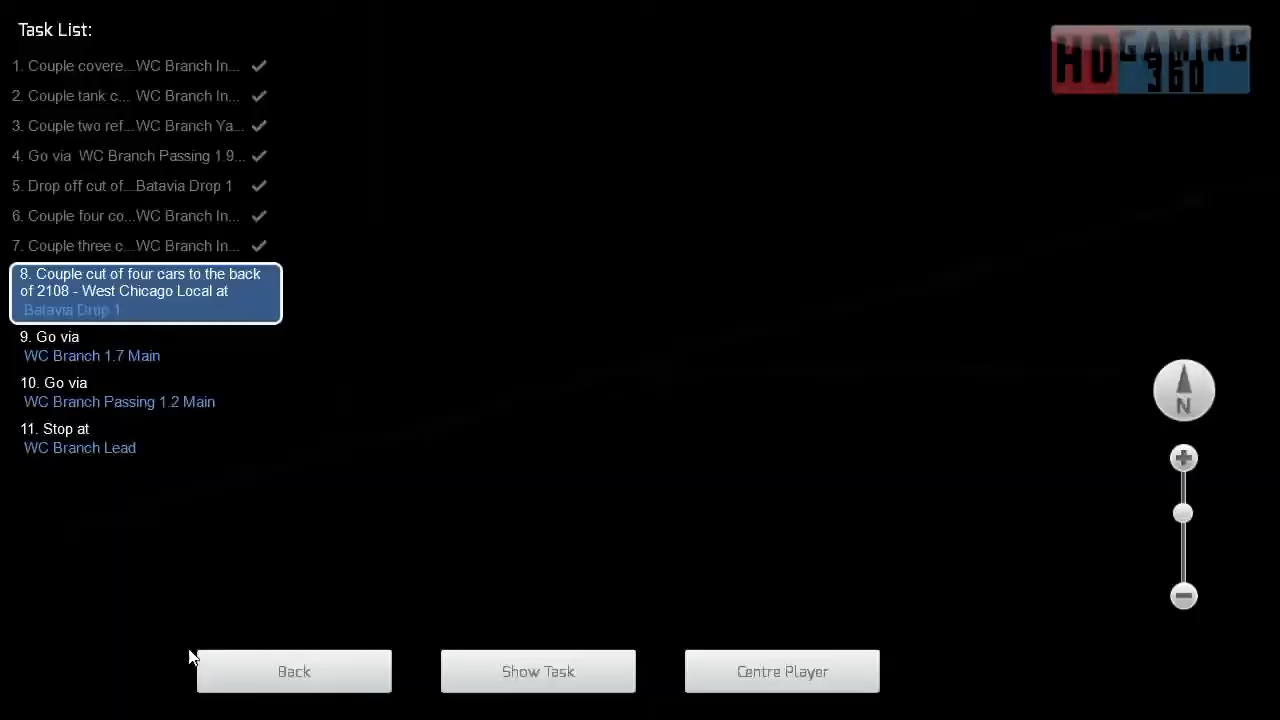 Task List:
1. Couple covere...WC Branch In...
2. Couple tank c... WC Branch In...
3. Couple two ref...WC Branch Ya...
4. Go via WC Branch Passing 1.9...
5. Drop off cut of...Batavia Drop 1
6. Couple four co...WC Branch In...
7. Couple three c...WC Branch In...
8. Couple cut of four cars to the back
of 2108 - West Chicago Local at
Batavia Drop 1
9. Go via
WC Branch 1.7 Main
10. Go via
WC Branch Passing 1.2 Main
11. Stop at
WC Branch Lead
HD GAMING
360
N
Back
Show Task
Centre Player